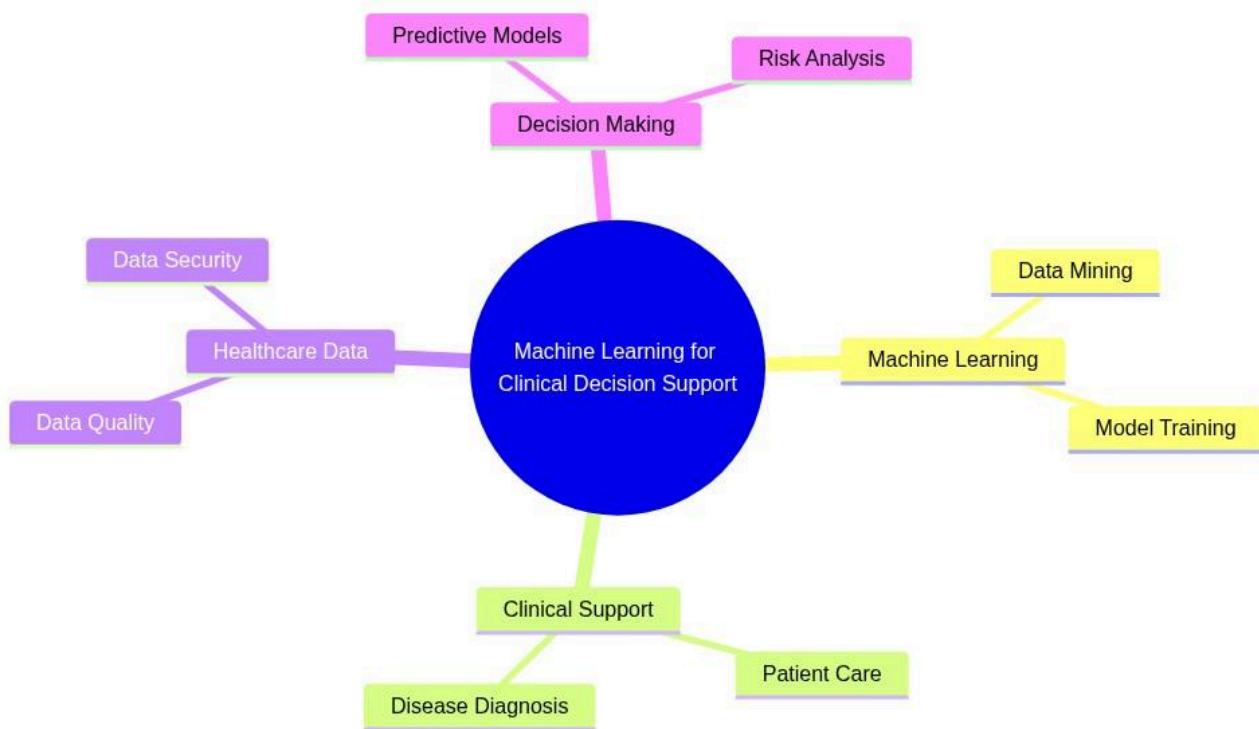 Predictive Models
Risk Analysis
Decision Making
Data Security
Data Mining
Healthcare Data
Machine Learning for
Clinical Decision Support
Machine Learning
Data Quality
Model Training
Clinical Support
Patient Care
Disease Diagnosis